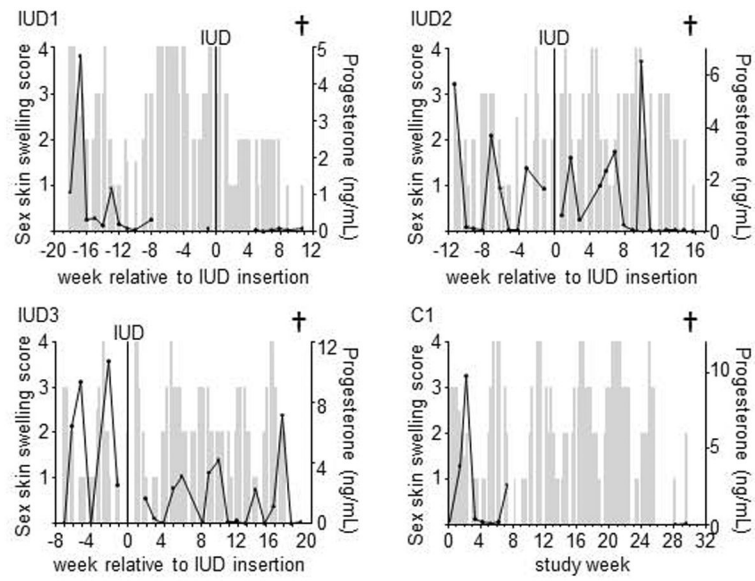 IUD1
†
IUD
4
3
2
1
Sex skin swelling score
5
4
3
2
1
0
Progesterone (ng/mL)
-20 -16 -12 -8 -4 0 4 8 12
week relative to IUD insertion
IUD2
†
IUD
4
3
2
1
Sex skin swelling score
6
4
2
0
Progesterone (ng/mL)
-12 -8 -4 0 4 8 12 16
week relative to IUD insertion
IUD3
†
IUD
4
3
2
1
0
Sex skin swelling score
12
8
4
0
Progesterone (ng/mL)
-8 -4 0 4 8 12 16 20
week relative to IUD insertion
C1
†
4
3
2
1
0
Sex skin swelling score
10
5
0
Progesterone (ng/mL)
0 4 8 12 16 20 24 28 32
study week